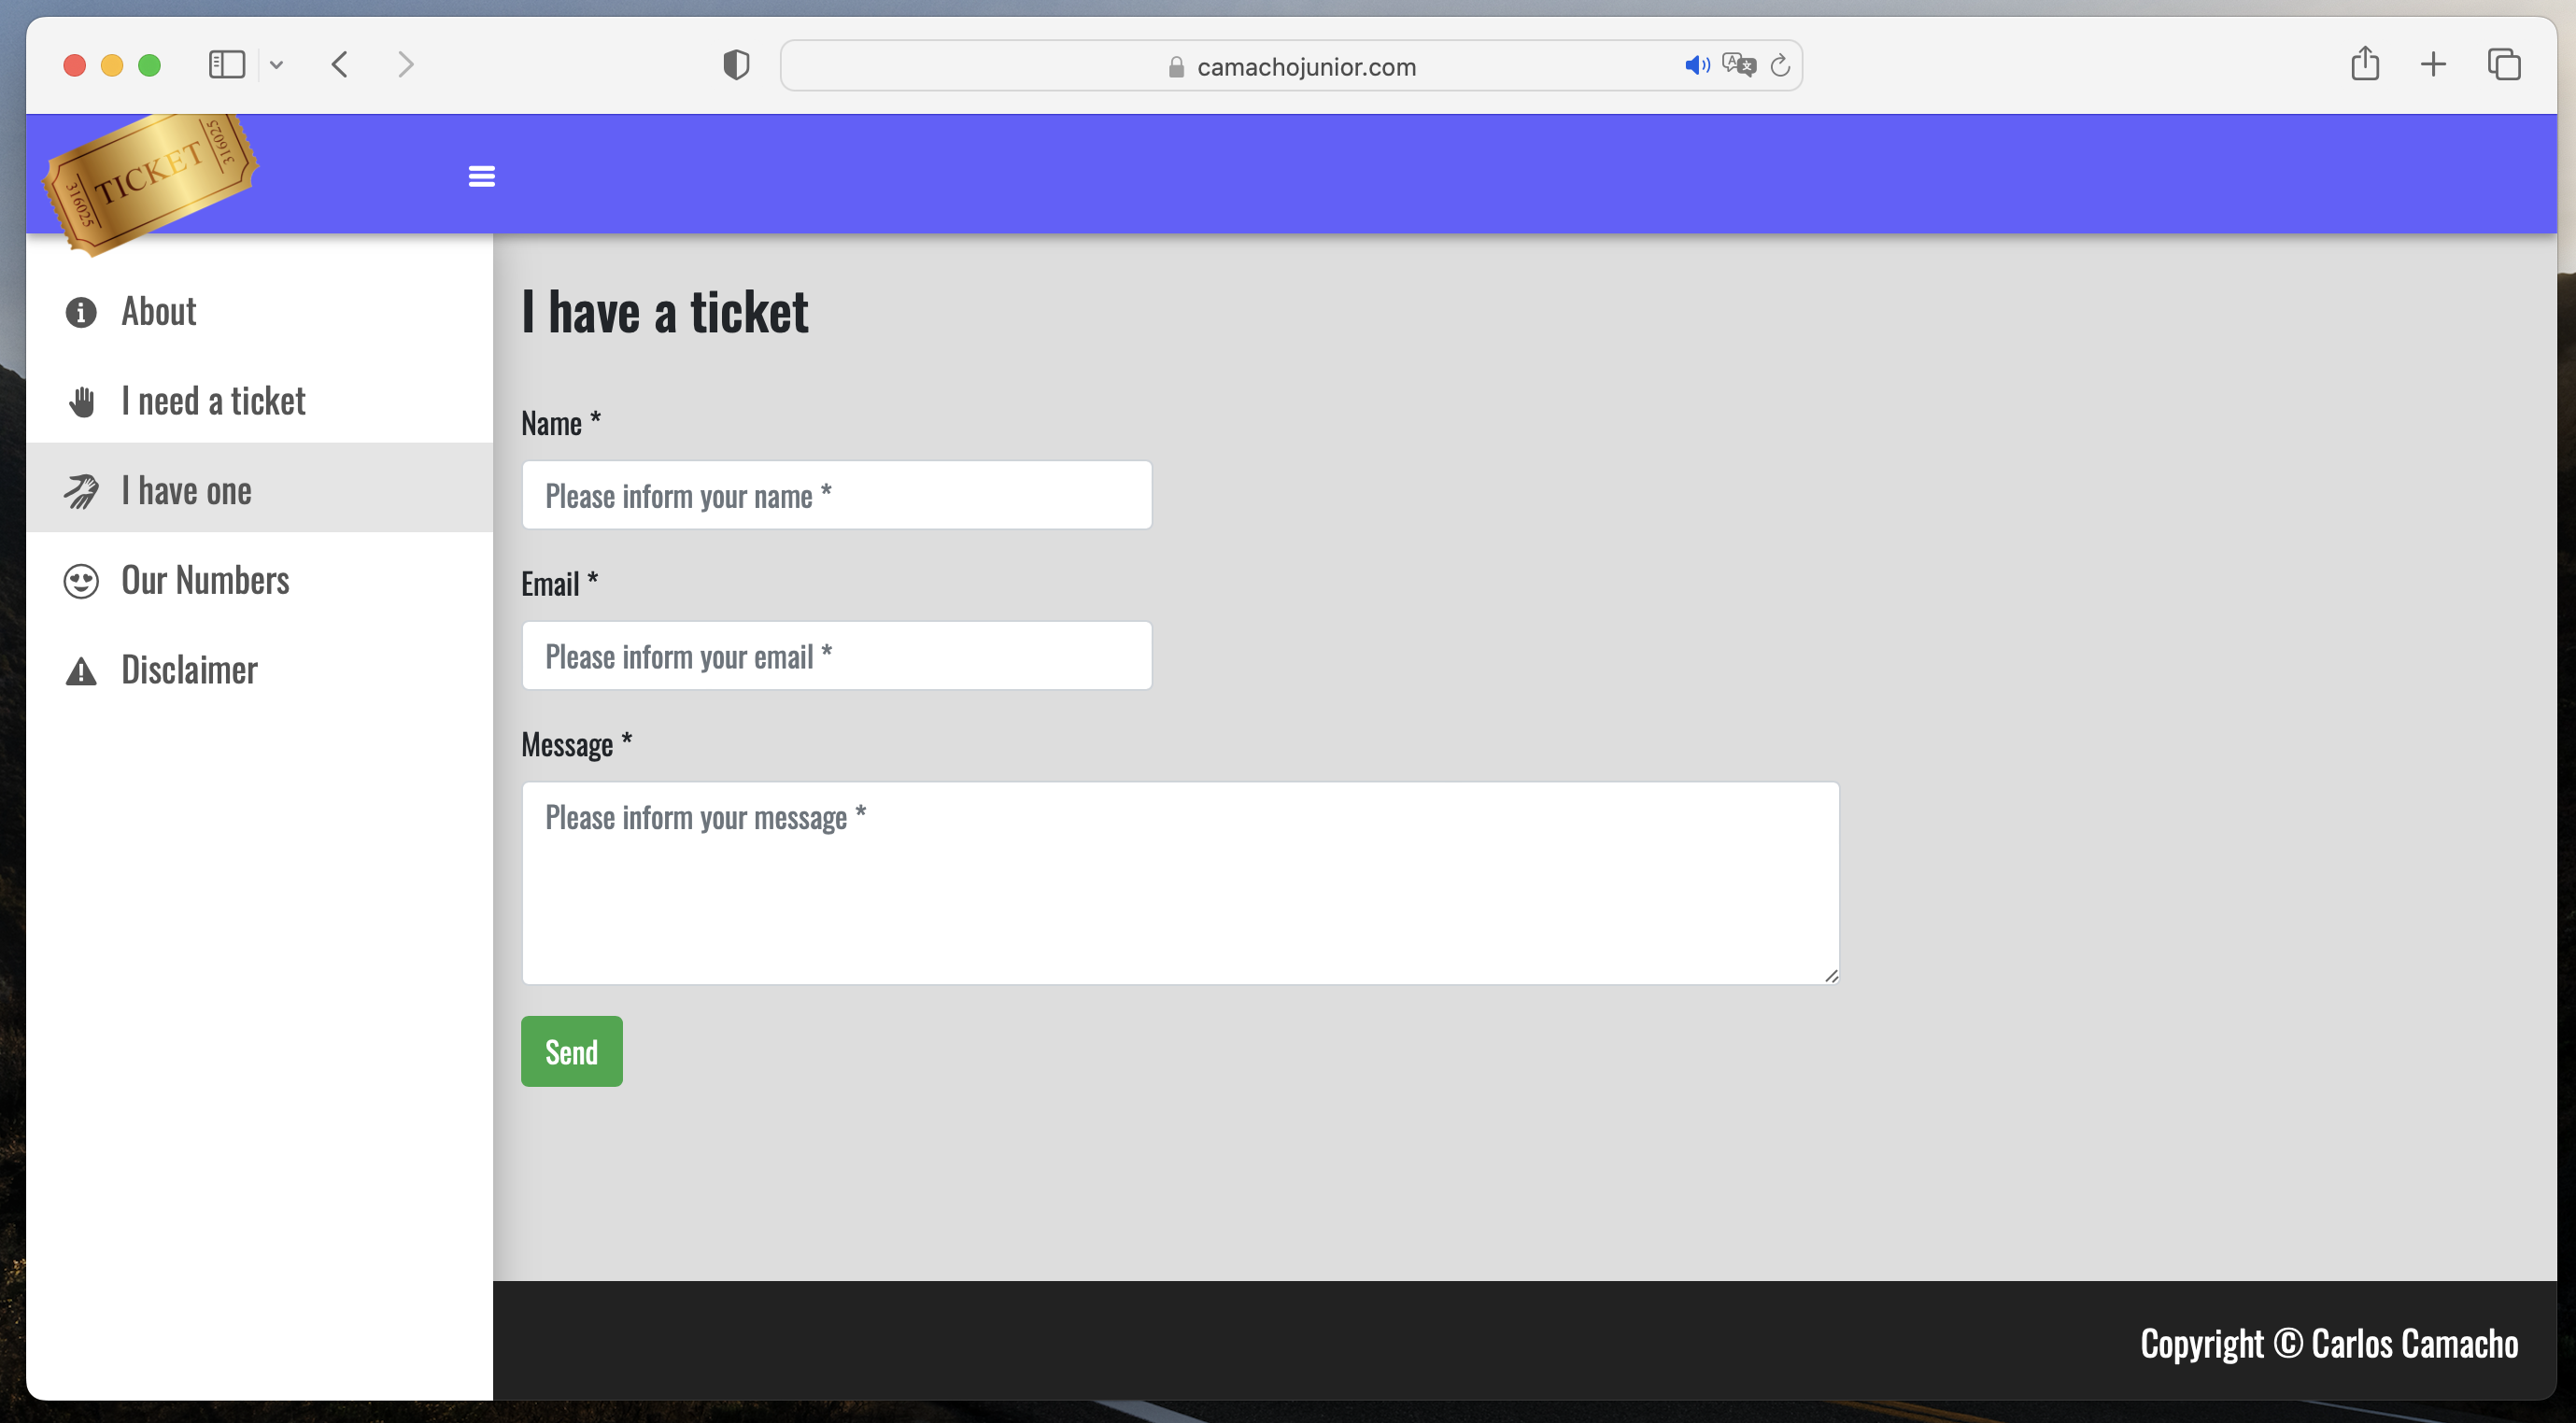 camachojunior.com
TICKET
316025
316025
About
I need a ticket
I have one
Our Numbers
Disclaimer
I have a ticket
Name *
Please inform your name *
Email *
Please inform your email *
Message *
Please inform your message *
Send
Copyright © Carlos Camacho